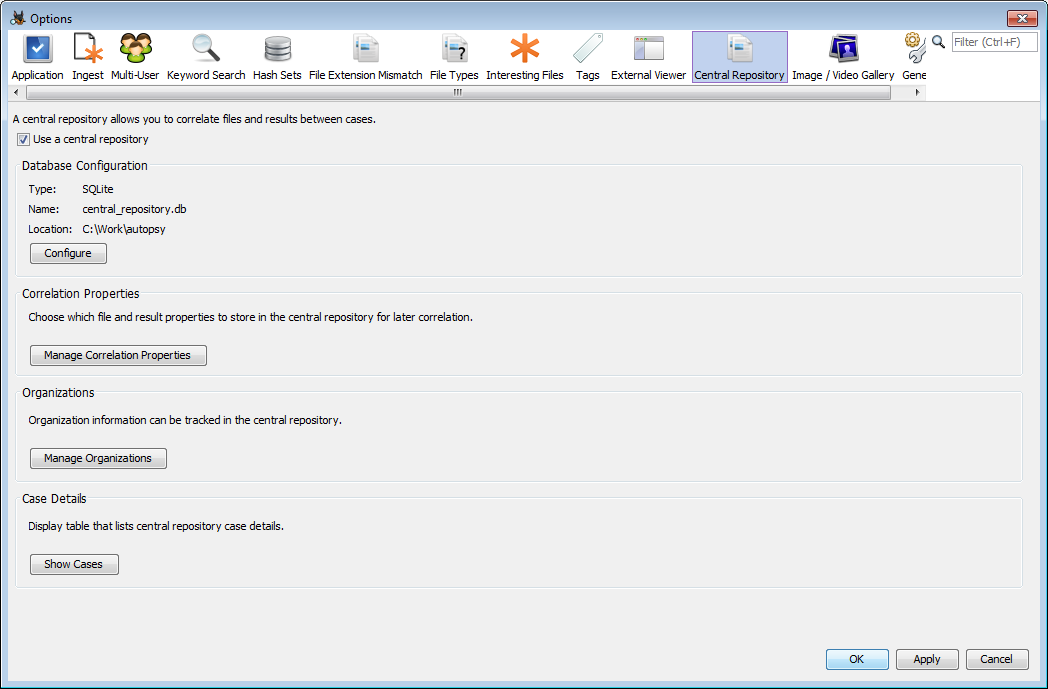 Options
Application Ingest Multi-User Keyword Search Hash Sets File Extension Mismatch File Types Interesting Files Tags External Viewer Central Repository Image / Video Gallery Gene
Filter (Ctrl+F)
A central repository allows you to correlate files and results between cases.
Use a central repository
Database Configuration
Type: SQLite
Name: central_repository.db
Location: C:\Work\autopsy
Configure
Correlation Properties
Choose which file and result properties to store in the central repository for later correlation.
Manage Correlation Properties
Organizations
Organization information can be tracked in the central repository.
Manage Organizations
Case Details
Display table that lists central repository case details.
Show Cases
OK Apply Cancel